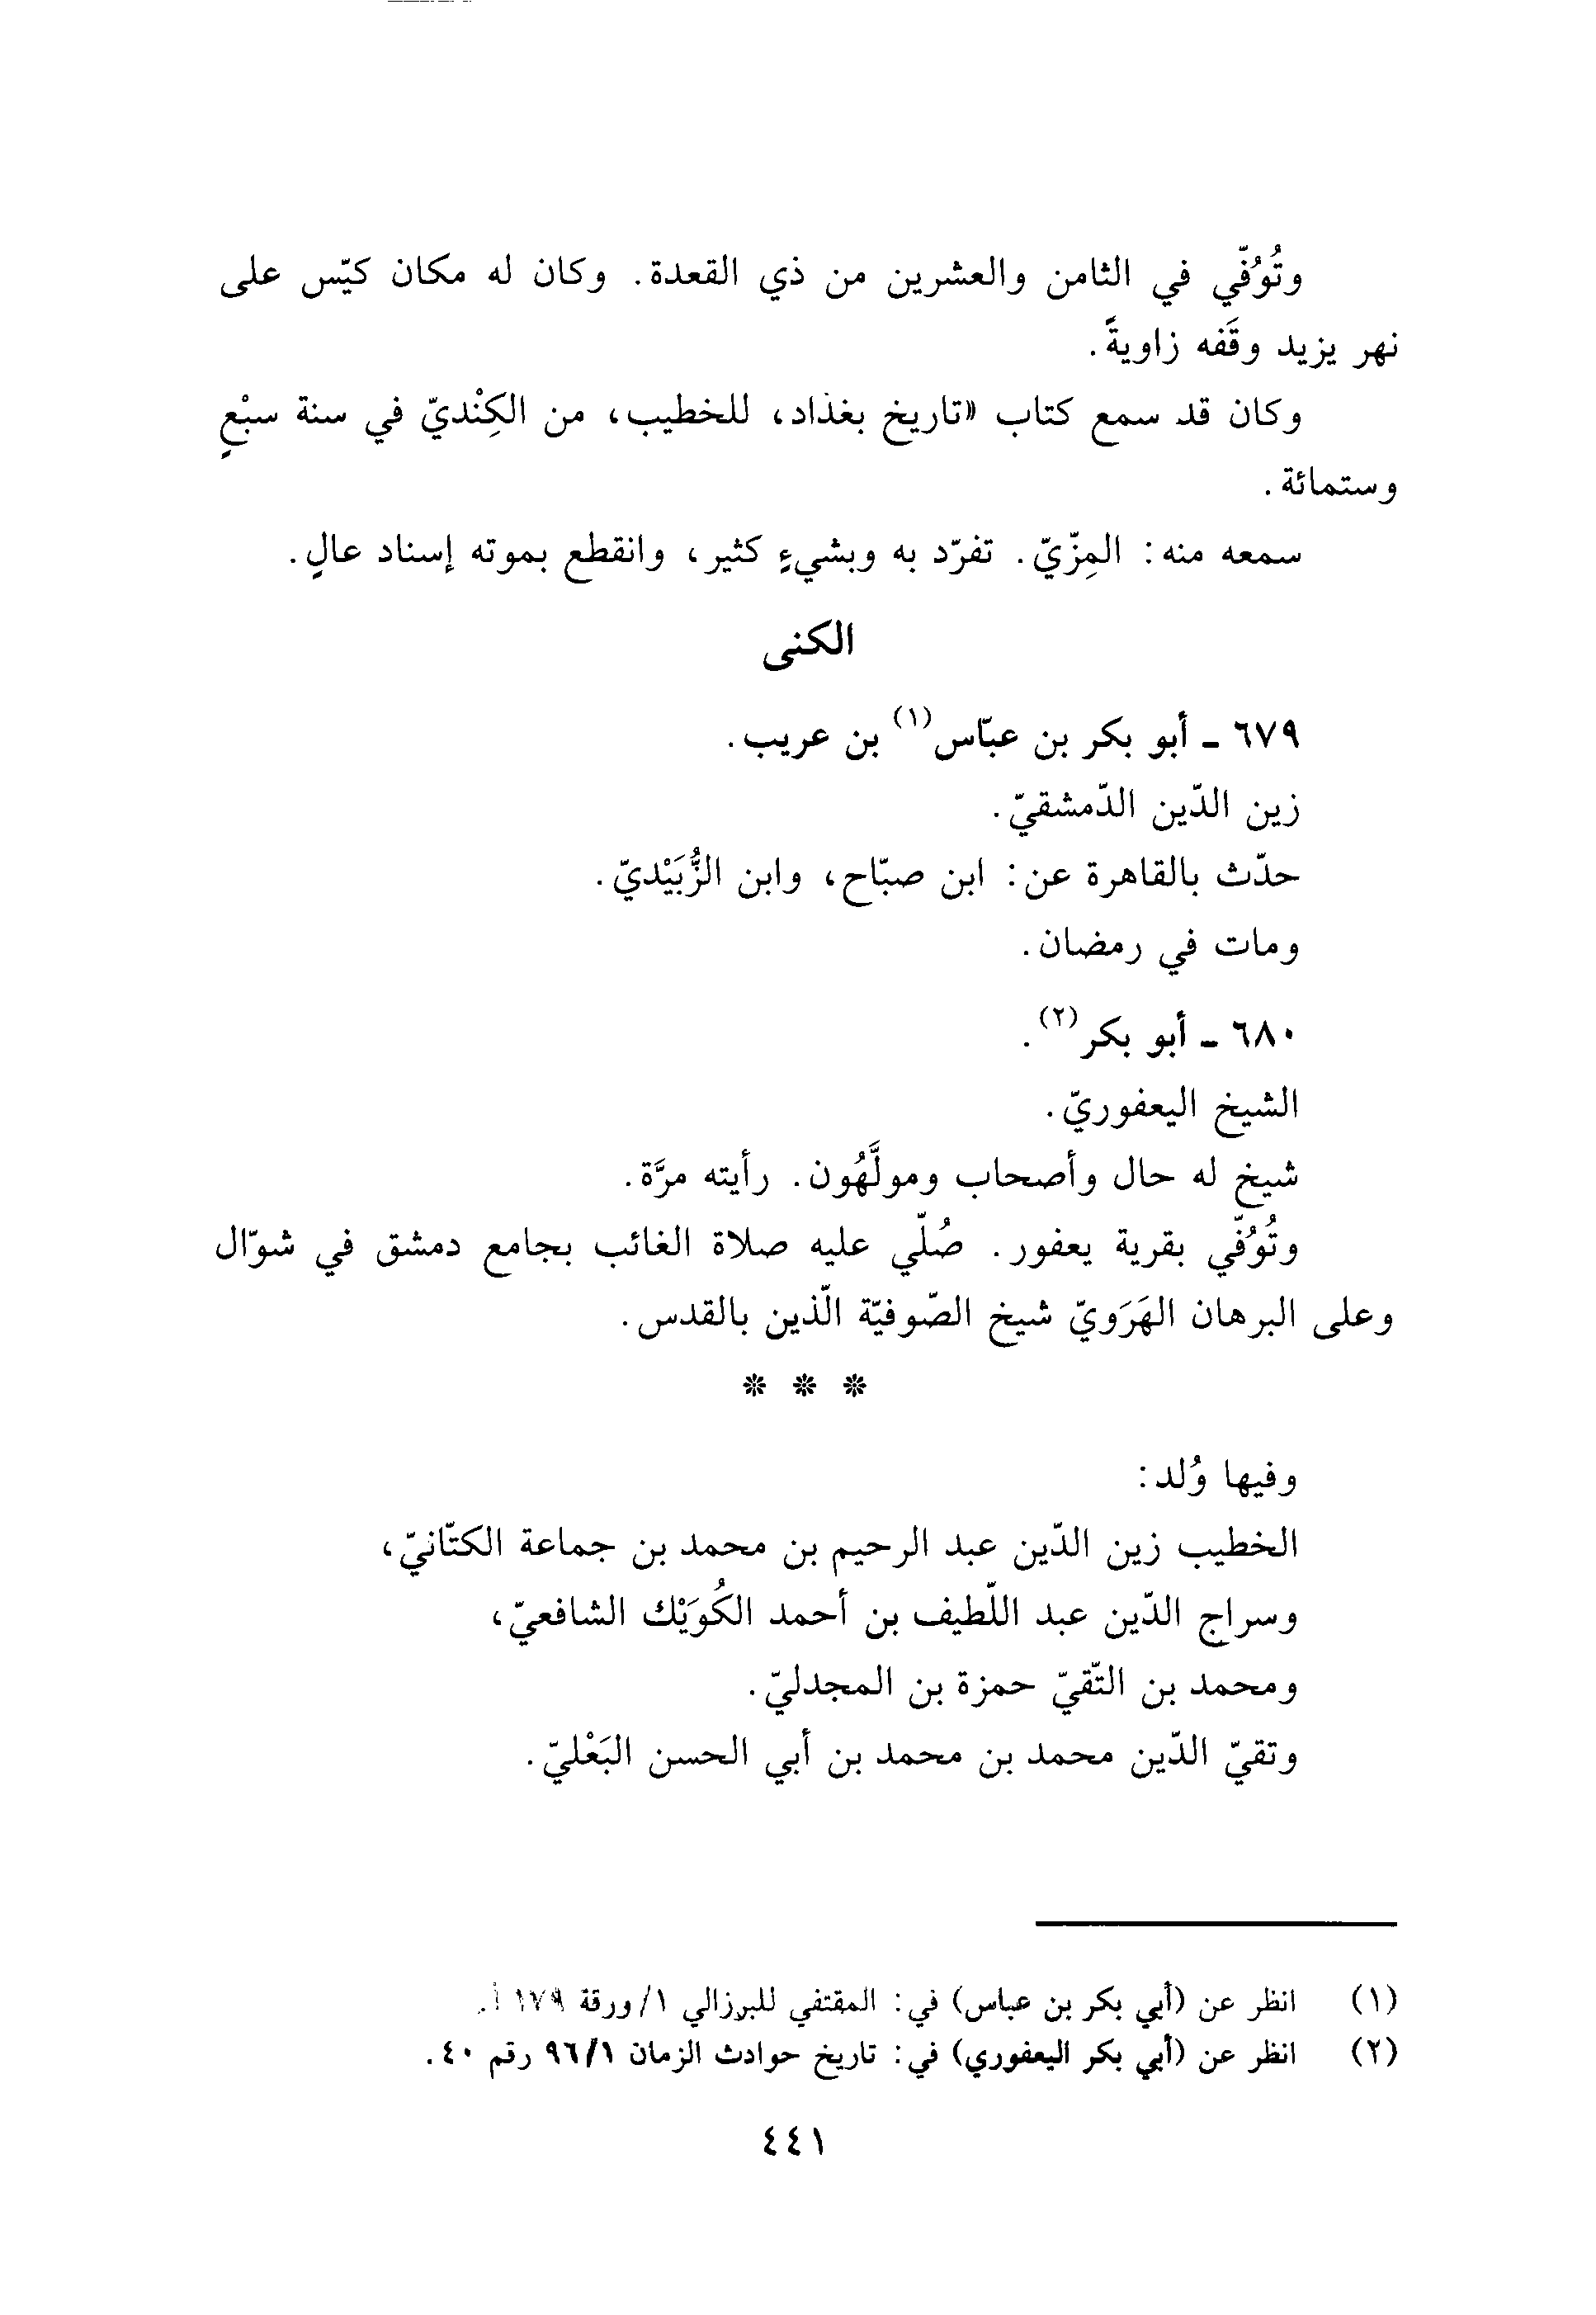 وتُوُفّي في الثامن والعشرين من ذي القعدة. وكان له مكان كيّس على
نهر يزيد وقَفه زاويةً.
وكان قد سمع كتاب «تاريخ بغداد، للخطيب، من الكِنْديّ في سنة سبْعٍ
وستمائة.
سمعه منه: المِزّيّ. تفرّد به وبشيءٍ كثير، وانقطع بموته إسناد عالٍ.
الكنى
٦٧٩ ـ أبو بكر بن عبّاس(١) بن عريب.
زين الدّين الدّمشقيّ.
حدّث بالقاهرة عن: ابن صبّاح، وابن الزُّبَيْديّ.
ومات في رمضان.
٦٨٠ ـ أبو بكر(٢).
الشيخ اليعفوريّ.
شيخ له حال وأصحاب ومولَّهُون. رأيته مرَّة.
وتُوُفّي بقرية يعفور. صُلّي عليه صلاة الغائب بجامع دمشق في شوّال
وعلى البرهان الهَرَويّ شيخ الصّوفيّة الّذين بالقدس.
* * *
وفيها وُلد:
الخطيب زين الدّين عبد الرحيم بن محمد بن جماعة الكتّانيّ،
وسراج الدّين عبد اللّطيف بن أحمد الكُوَيْك الشافعيّ،
ومحمد بن التّقيّ حمزة بن المجدليّ.
وتقيّ الدّين محمد بن محمد بن أبي الحسن البَعْليّ.
(١) انظر عن (أبي بكر بن عباس) في: المقتفي للبرزالي ١/ ورقة ١٧٩ أ.
(٢) انظر عن (أبي بكر اليعفوري) في: تاريخ حوادث الزمان ٩٦/١ رقم ٤٠.
٤٤١